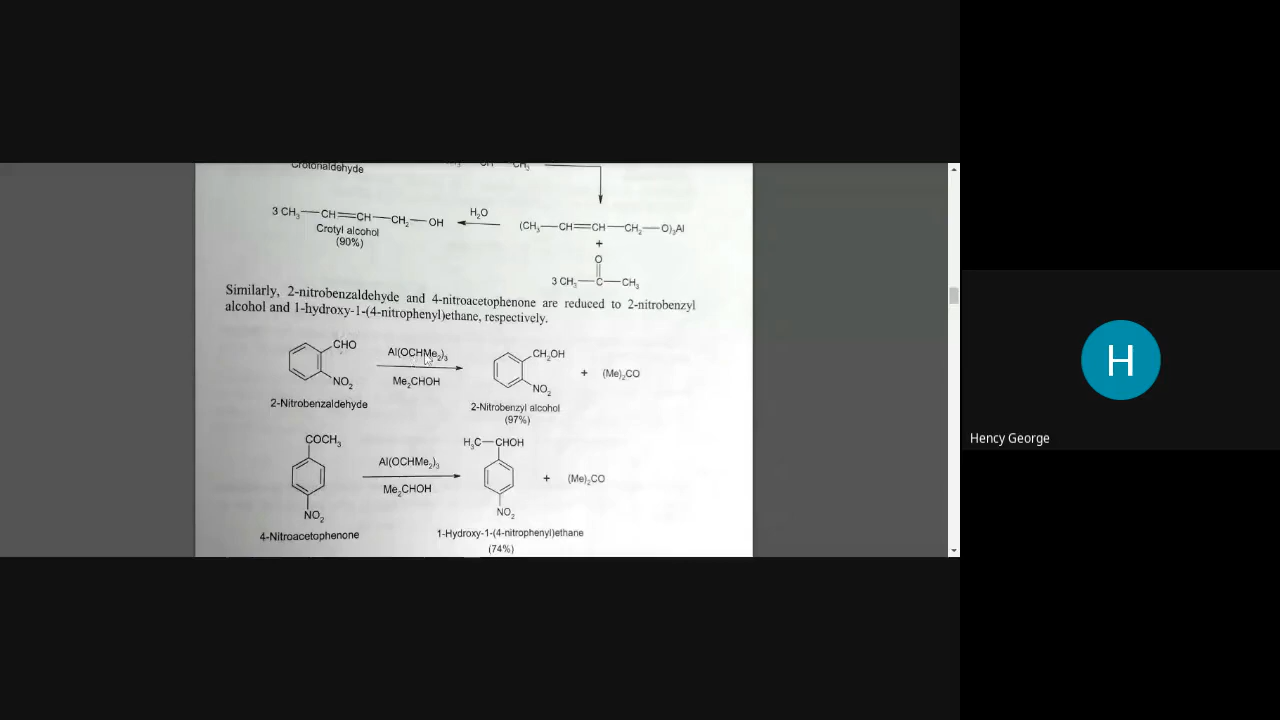 Crotonaldehyde
CH₃
3 CH₃—CH=CH—CH₂—OH
H₂O
(CH₃—CH=CH—CH₂—O)₃Al
Crotyl alcohol
(90%)
+
O
3 CH₃—C—CH₃
Similarly, 2-nitrobenzaldehyde and 4-nitroacetophenone are reduced to 2-nitrobenzyl
alcohol and 1-hydroxy-1-(4-nitrophenyl)ethane, respectively.
CHO
NO₂
Al(OCHMe₂)₃
Me₂CHOH
CH₂OH
NO₂
+ (Me)₂CO
2-Nitrobenzaldehyde
2-Nitrobenzyl alcohol
(97%)
COCH₃
NO₂
Al(OCHMe₂)₃
Me₂CHOH
H₃C—CHOH
NO₂
+ (Me)₂CO
4-Nitroacetophenone
1-Hydroxy-1-(4-nitrophenyl)ethane
(74%)
H
Hency George